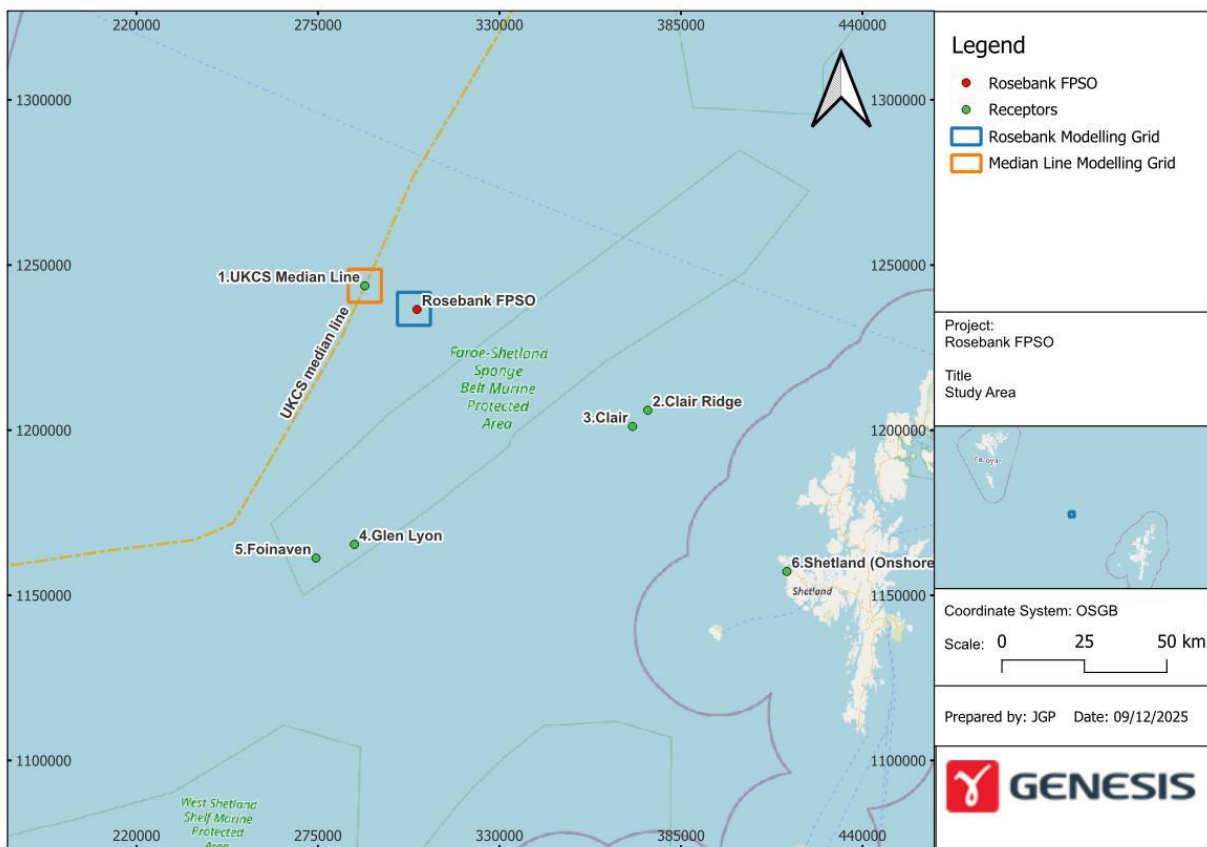 220000
275000
330000
385000
440000
1300000
1300000
1250000
1250000
1.UKCS Median Line
Rosebank FPSO
UKCS median line
Faroe-Shetland
Sponge
Belt Marine
Protected
Area
2.Clair Ridge
3.Clair
1200000
1200000
4.Glen Lyon
5.Foinaven
6.Shetland (Onshore
Shetland
1150000
1150000
1100000
1100000
West Shetland
Shelf Marine
Protected
Area
220000
275000
330000
385000
440000
Legend
Rosebank FPSO
Receptors
Rosebank Modelling Grid
Median Line Modelling Grid
Project:
Rosebank FPSO
Title
Study Area
Coordinate System: OSGB
Scale: 0 25 50 km
Prepared by: JGP Date: 09/12/2025
GENESIS